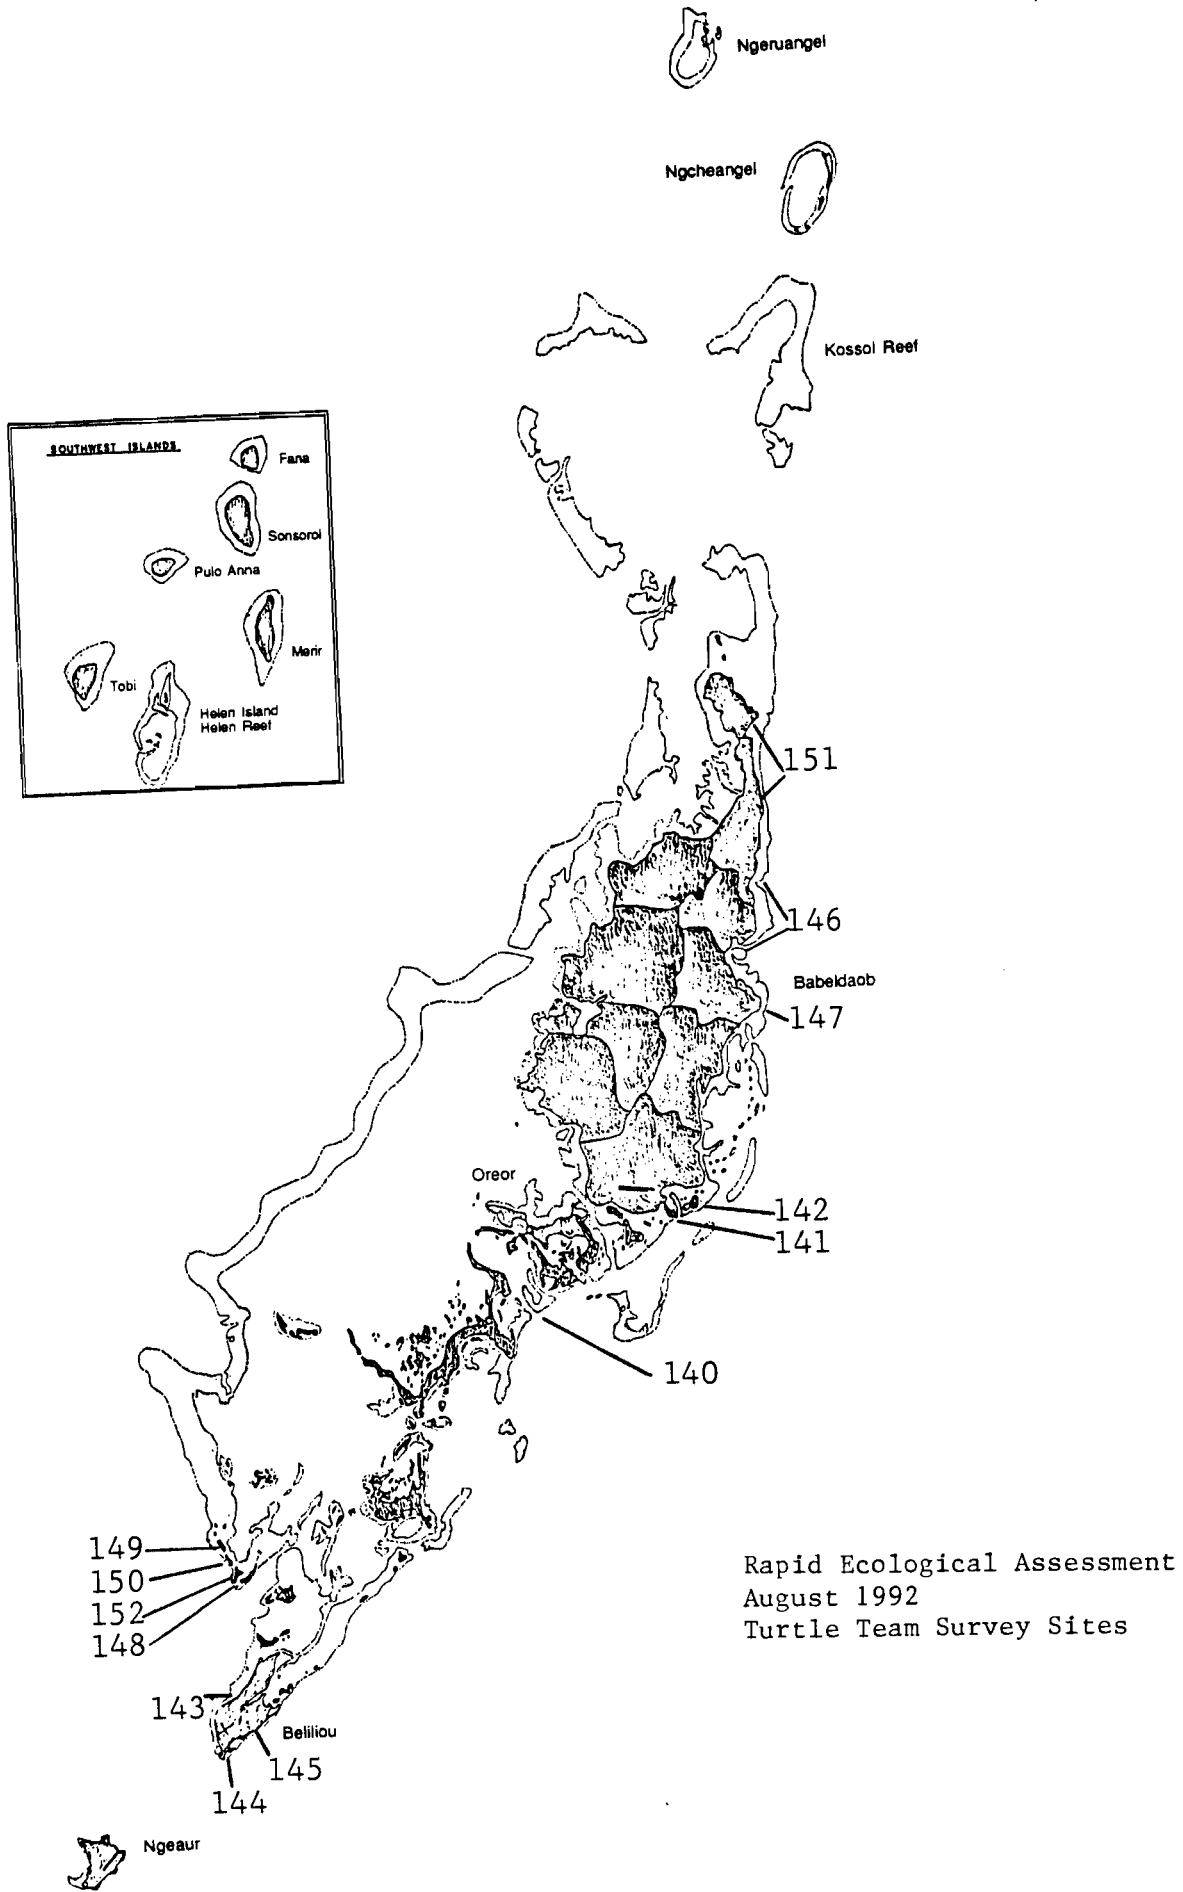 Ngeruangel
Ngcheangel
Kossol Reef
SOUTHWEST ISLANDS
Fana
Sonsorol
Pulo Anna
Merir
Tobi
Helen Island
Helen Reef
151
146
Babeldaob
147
Oreor
142
141
140
149
150
152
148
143
Beliliou
145
144
Ngeaur
Rapid Ecological Assessment
August 1992
Turtle Team Survey Sites